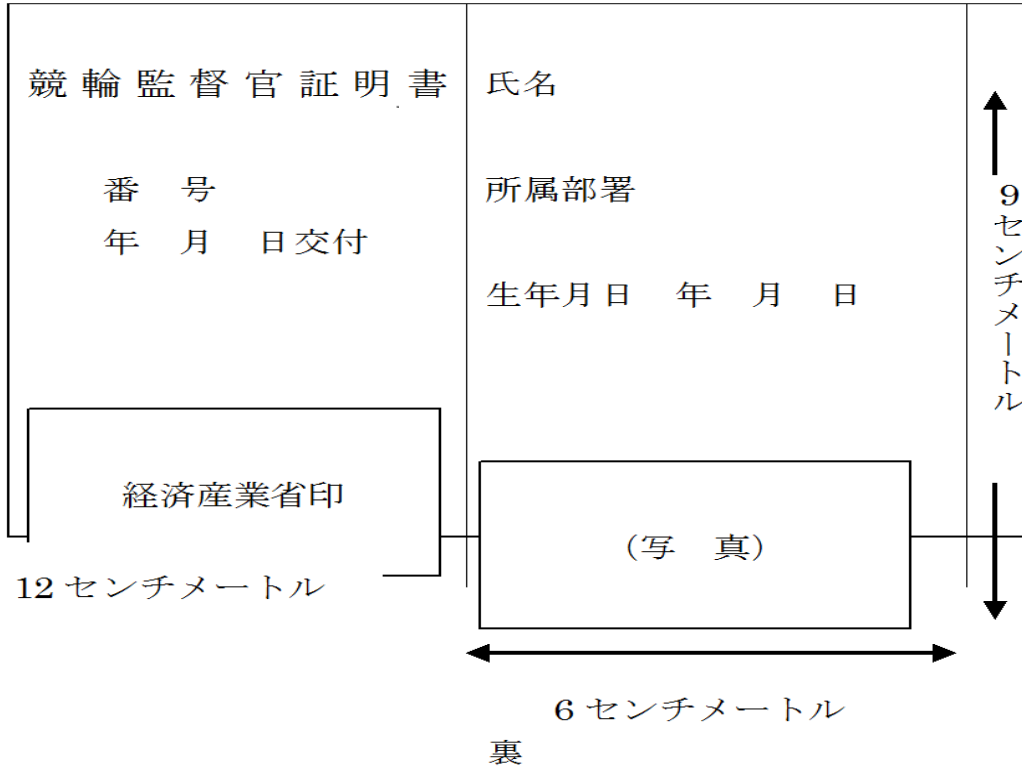 競輪監督官証明書
番　号
年　月　日交付
経済産業省印
12センチメートル
氏名
所属部署
生年月日　年　月　日
（写　真）
6センチメートル
9センチメートル
裏